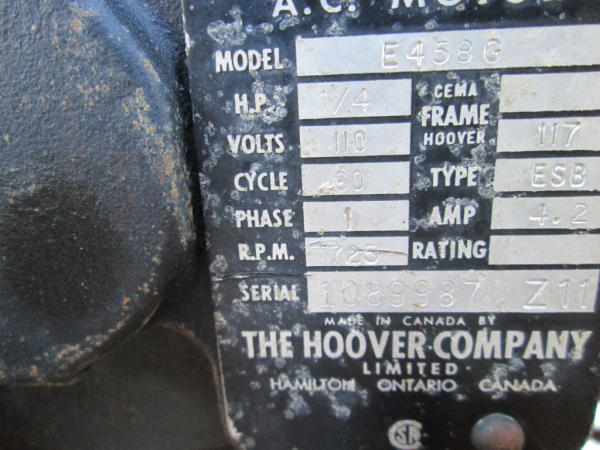 A.C. MOTOR
MODEL E458G
H.P. 1/4 CEMA FRAME HOOVER 117
VOLTS 110
CYCLE 60 TYPE ESB
PHASE 1 AMP 4.2
R.P.M. 1725 RATING
SERIAL 1089987 Z11
MADE IN CANADA BY
THE HOOVER COMPANY
LIMITED
HAMILTON ONTARIO CANADA